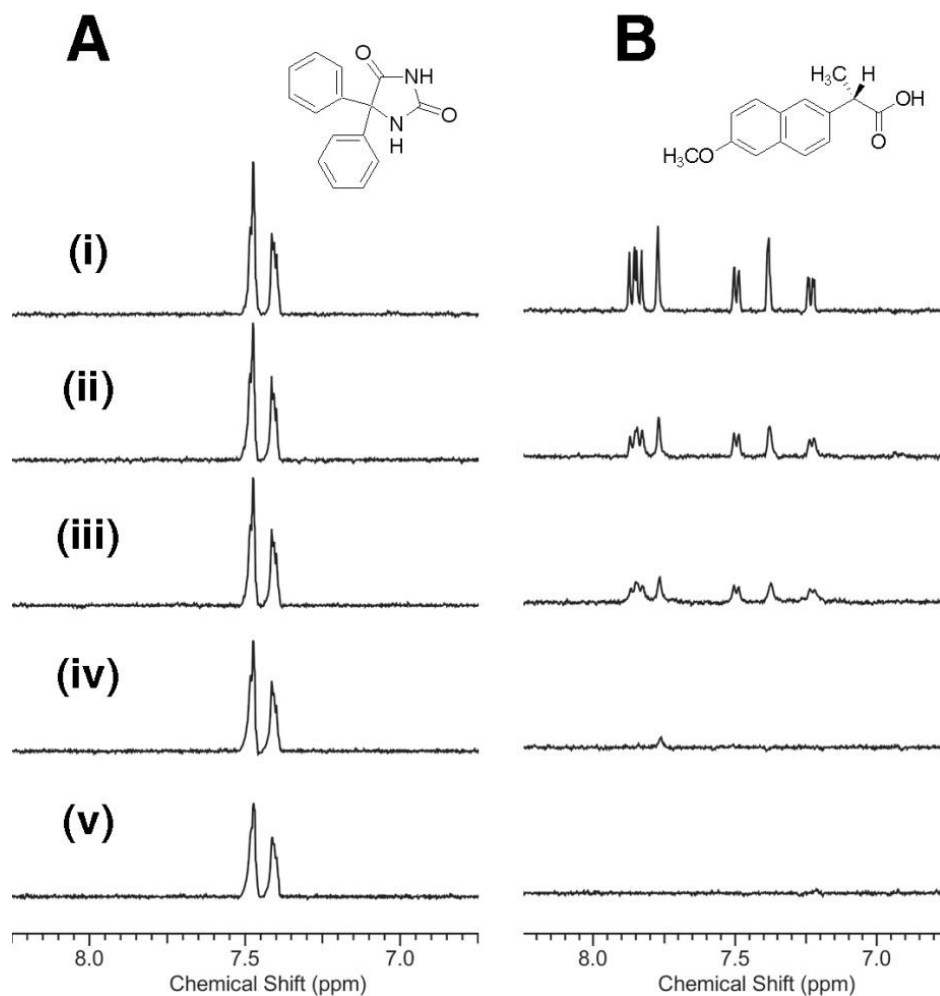 A
B
O
NH
O
N
H
H₃C
H
OH
O
H₃CO
(i)
(ii)
(iii)
(iv)
(v)
8.0 7.5 7.0
Chemical Shift (ppm)
8.0 7.5 7.0
Chemical Shift (ppm)